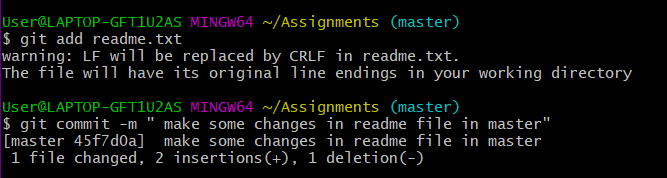 User@LAPTOP-GFT1U2AS MINGW64 ~/Assignments (master)
$ git add readme.txt
warning: LF will be replaced by CRLF in readme.txt.
The file will have its original line endings in your working directory
User@LAPTOP-GFT1U2AS MINGW64 ~/Assignments (master)
$ git commit -m " make some changes in readme file in master"
[master 45f7d0a]  make some changes in readme file in master
 1 file changed, 2 insertions(+), 1 deletion(-)